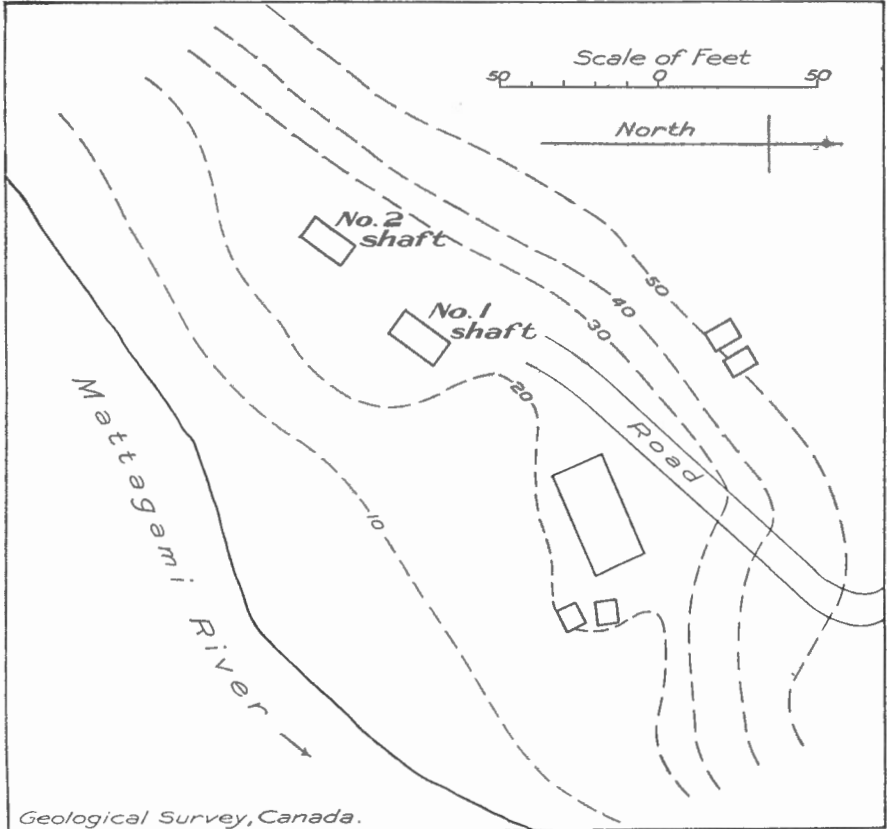 Scale of Feet
50 0 50
North
No. 2
shaft
No. 1
shaft
50
40
30
20
10
Road
Mattagami River
Geological Survey, Canada.